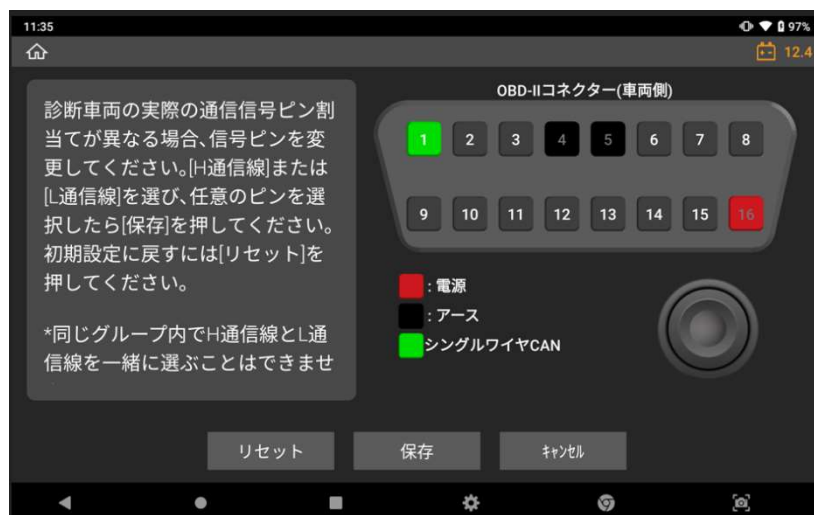 11:35
97%
12.4
診断車両の実際の通信信号ピン割
当てが異なる場合、信号ピンを変
更してください。[H通信線]または
[L通信線]を選び、任意のピンを選
択したら[保存]を押してください。
初期設定に戻すには[リセット]を
押してください。
*同じグループ内でH通信線とL通
信線を一緒に選ぶことはできませ
OBD-IIコネクター(車両側)
1 2 3 4 5 6 7 8
9 10 11 12 13 14 15 16
: 電源
: アース
シングルワイヤCAN
リセット
保存
ｷｬﾝｾﾙ